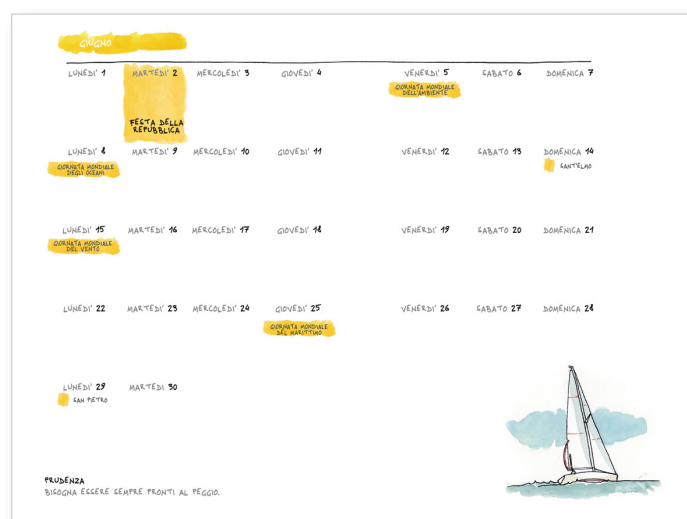 GIUGNO
LUNEDI' 1 MARTEDI' 2 MERCOLEDI' 3 GIOVEDI' 4 VENERDI' 5 SABATO 6 DOMENICA 7
GIORNATA MONDIALE
DELL'AMBIENTE
FESTA DELLA
REPUBBLICA
LUNEDI' 8 MARTEDI' 9 MERCOLEDI' 10 GIOVEDI' 11 VENERDI' 12 SABATO 13 DOMENICA 14
GIORNATA MONDIALE
DEGLI OCEANI
SANT'ELMO
LUNEDI' 15 MARTEDI' 16 MERCOLEDI' 17 GIOVEDI' 18 VENERDI' 19 SABATO 20 DOMENICA 21
GIORNATA MONDIALE
DEL VENTO
LUNEDI' 22 MARTEDI' 23 MERCOLEDI' 24 GIOVEDI' 25 VENERDI' 26 SABATO 27 DOMENICA 28
GIORNATA MONDIALE
DEL MARITTIMO
LUNEDI' 29 MARTEDI 30
SAN PIETRO
PRUDENZA
BISOGNA ESSERE SEMPRE PRONTI AL PEGGIO.